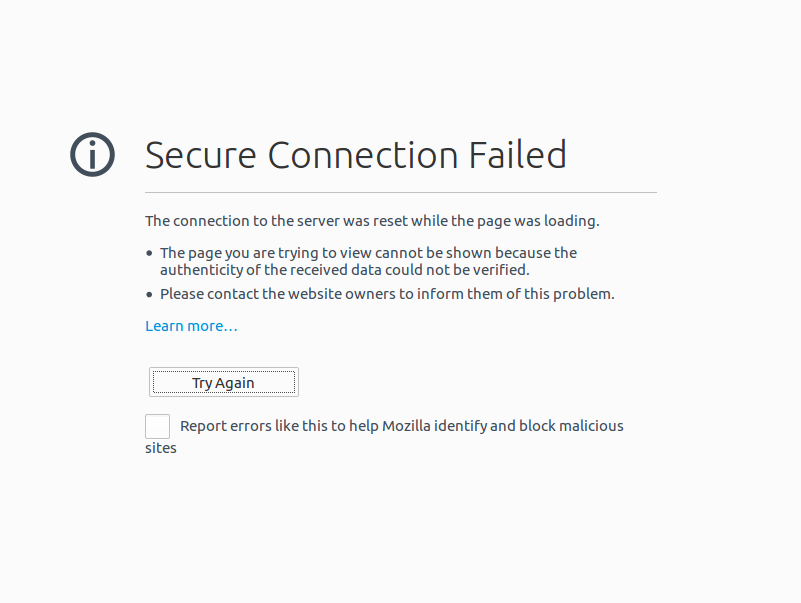 Secure Connection Failed
The connection to the server was reset while the page was loading.
• The page you are trying to view cannot be shown because the
authenticity of the received data could not be verified.
• Please contact the website owners to inform them of this problem.
Learn more…
Try Again
Report errors like this to help Mozilla identify and block malicious
sites